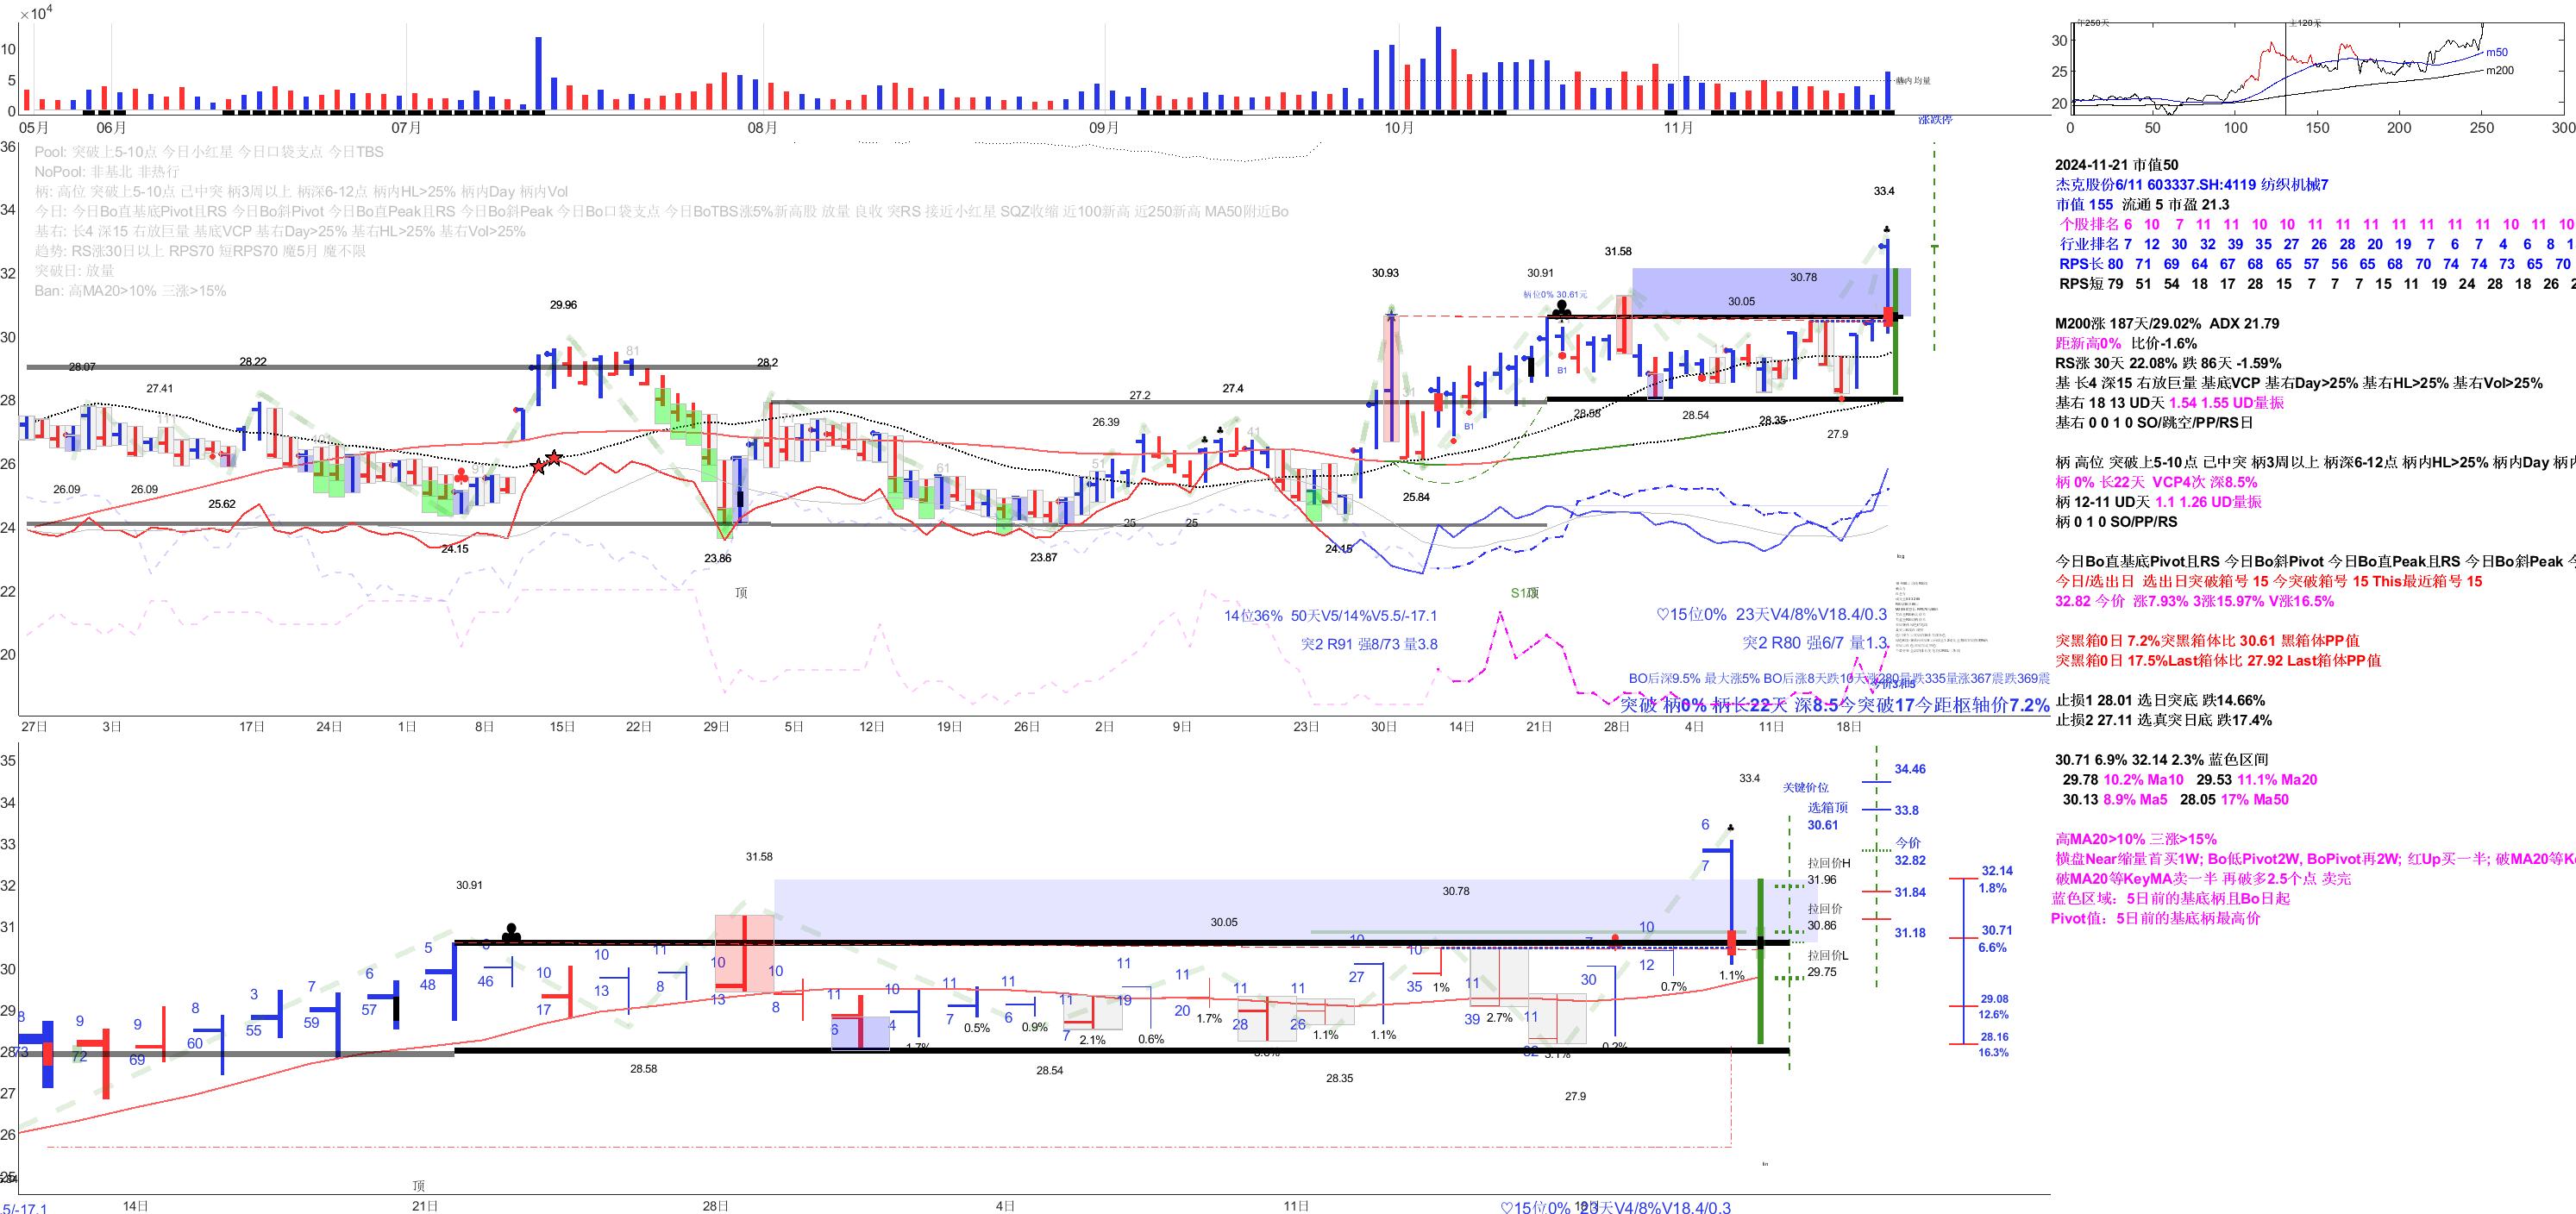 ×10⁴
10
5
0
05月 06月 07月 08月 09月 10月 11月
涨跌停
年250天
30
25
20
m50
m200
0 50 100 150 200 250 300
36
34
32
30
28
26
24
22
20
Pool: 突破上5-10点 今日小红星 今日口袋支点 今日TBS
NoPool: 非基北 非热行
柄: 高位 突破上5-10点 己中突 柄3周以上 柄深6-12点 柄内HL>25% 柄内Day 柄内Vol
今日: 今日Bo直基底Pivot且RS 今日Bo斜Pivot 今日Bo直Peak且RS 今日Bo斜Peak 今日Bo口袋支点 今日BoTBS涨5%新高股 放量 良收 突RS 接近小红星 SQZ收缩 近100新高 近250新高 MA50附近Bo
基右: 长4 深15 右放巨量 基底VCP 基右Day>25% 基右HL>25% 基右Vol>25%
趋势: RS涨30日以上 RPS70 短RPS70 魔5月 魔不限
突破日: 放量
Ban: 高MA20>10% 三涨>15%
28.07
27.41
28.22
29.96
81
28.2
26.09
26.09
25.62
91
24.15
23.86
61
23.87
51
26.39
27.2
27.4
41
25
25
24.15
30.93
25.84
B1
30.91
柄位0% 30.61元
B1
31.58
30.05
30.78
33.4
28.58
28.54
28.35
27.9
顶
14位36% 50天V5/14%V5.5/-17.1
突2 R91 强8/73 量3.8
♡15位0% 23天V4/8%V18.4/0.3
突2 R80 强6/7 量1.3
突破 柄0% 柄长22天 深8.5今突破17今距枢轴价7.2%
27日 3日 17日 24日 1日 8日 15日 22日 29日 5日 12日 19日 26日 2日 9日 23日 30日 14日 21日 28日 4日 11日 18日
2024-11-21 市值50
杰克股份6/11 603337.SH:4119 纺织机械7
市值 155 流通 5 市盈 21.3
个股排名 6 10 7 11 11 10 10 11 11 11 11 11 11 11 10 11 10
行业排名 7 12 30 32 39 35 27 26 28 20 19 7 6 7 4 6 8 1
RPS长 80 71 69 64 67 68 65 57 56 65 68 70 74 74 73 65 70
RPS短 79 51 54 18 17 28 15 7 7 7 15 11 19 24 28 18 26 2
M200涨 187天/29.02% ADX 21.79
距新高0% 比价-1.6%
RS涨 30天 22.08% 跌 86天 -1.59%
基 长4 深15 右放巨量 基底VCP 基右Day>25% 基右HL>25% 基右Vol>25%
基右 18 13 UD天 1.54 1.55 UD量振
基右 0 0 1 0 SO/跳空/PP/RS日
柄 高位 突破上5-10点 己中突 柄3周以上 柄深6-12点 柄内HL>25% 柄内Day 柄内
柄 0% 长22天 VCP4次 深8.5%
柄 12-11 UD天 1.1 1.26 UD量振
柄 0 1 0 SO/PP/RS
今日Bo直基底Pivot且RS 今日Bo斜Pivot 今日Bo直Peak且RS 今日Bo斜Peak 今
今日/选出日 选出日突破箱号 15 今突破箱号 15 This最近箱号 15
32.82 今价 涨7.93% 3涨15.97% V涨16.5%
突黑箱0日 7.2%突黑箱体比 30.61 黑箱体PP值
突黑箱0日 17.5%Last箱体比 27.92 Last箱体PP值
止损1 28.01 选日突底 跌14.66%
止损2 27.11 选真突日底 跌17.4%
30.71 6.9% 32.14 2.3% 蓝色区间
29.78 10.2% Ma10 29.53 11.1% Ma20
30.13 8.9% Ma5 28.05 17% Ma50
高MA20>10% 三涨>15%
横盘Near缩量首买1W; Bo低Pivot2W, BoPivot再2W; 红Up买一半; 破MA20等K
破MA20等KeyMA卖一半 再破多2.5个点 卖完
蓝色区域：5日前的基底柄且Bo日起
Pivot值：5日前的基底柄最高价
35
34
33
32
31
30
29
28
27
26
30.91
31.58
30.05
30.78
33.4
28.58
28.54
28.35
27.9
0.5%
0.9%
2.1%
0.6%
1.7%
1.1%
1.1%
1%
2.7%
0.7%
1.1%
关键价位
选箱顶
30.61
拉回价H
31.96
拉回价
30.86
拉回价L
29.75
34.46
33.8
今价
32.82
31.84
31.18
32.14
1.8%
30.71
6.6%
29.08
12.6%
28.16
16.3%
顶
14日 21日 28日 4日 11日
.5/-17.1
♡15位0% 23天V4/8%V18.4/0.3